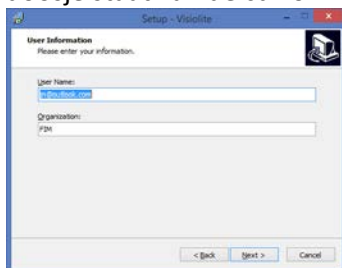 Setup - Visiolite
User Information
Please enter your information.
User Name:
Organization:
FIM
< Back
Next >
Cancel